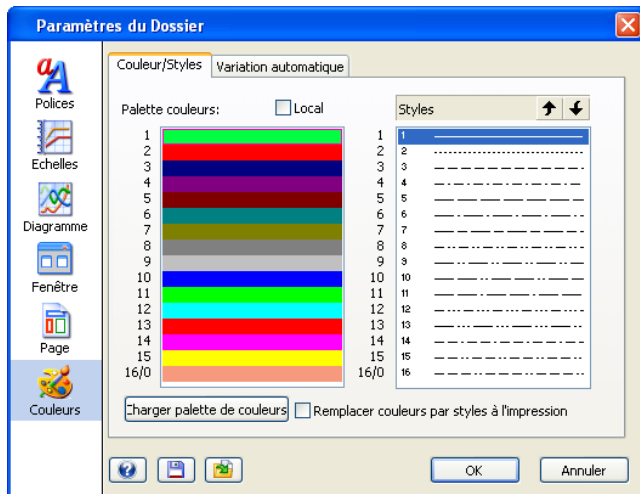 Paramètres du Dossier
aA
Polices
Echelles
Diagramme
Fenêtre
Page
Couleurs
Couleur/Styles
Variation automatique
Palette couleurs:
Local
Styles
1
2
3
4
5
6
7
8
9
10
11
12
13
14
15
16/0
1
2
3
4
5
6
7
8
9
10
11
12
13
14
15
16/0
1
2
3
4
5
6
7
8
9
10
11
12
13
14
15
16
Charger palette de couleurs
Remplacer couleurs par styles à l'impression
?
OK
Annuler